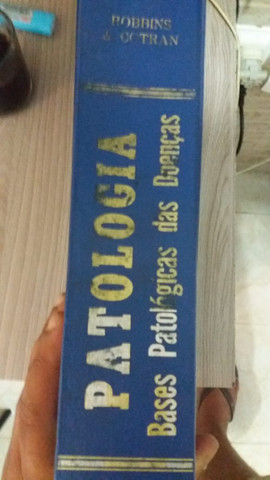 ROBBINS
& COTRAN
PATOLOGIA
Bases Patológicas das Doenças